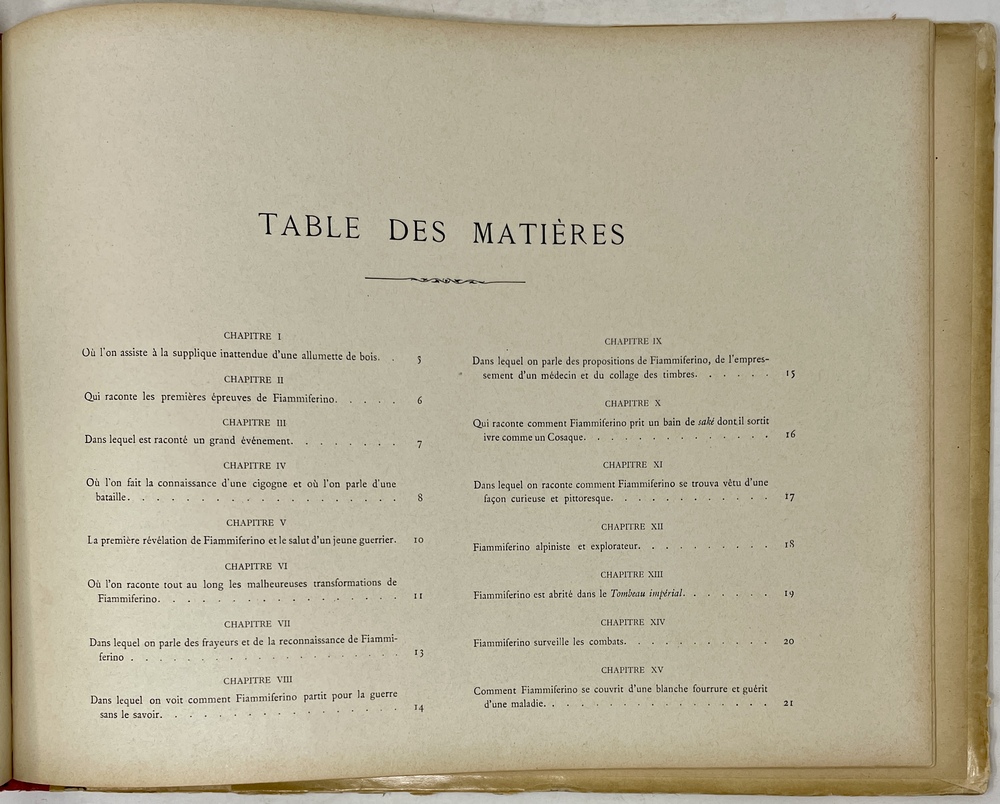 TABLE DES MATIÈRES
CHAPITRE I
Où l'on assiste à la supplique inattendue d'une allumette de bois. . 5
CHAPITRE II
Qui raconte les premières épreuves de Fiammiferino. . . . . 6
CHAPITRE III
Dans lequel est raconté un grand événement. . . . . . . . 7
CHAPITRE IV
Où l'on fait la connaissance d'une cigogne et où l'on parle d'une
bataille. . . . . . . . . . . . . . . . . . . 8
CHAPITRE V
La première révélation de Fiammiferino et le salut d'un jeune guerrier. 10
CHAPITRE VI
Où l'on raconte tout au long les malheureuses transformations de
Fiammiferino. . . . . . . . . . . . . . . . . 11
CHAPITRE VII
Dans lequel on parle des frayeurs et de la reconnaissance de Fiammi-
ferino . . . . . . . . . . . . . . . . . . . 13
CHAPITRE VIII
Dans lequel on voit comment Fiammiferino partit pour la guerre
sans le savoir. . . . . . . . . . . . . . . . . 14
CHAPITRE IX
Dans lequel on parle des propositions de Fiammiferino, de l'empres-
sement d'un médecin et du collage des timbres. . . . . . 15
CHAPITRE X
Qui raconte comment Fiammiferino prit un bain de saké dont il sortit
ivre comme un Cosaque. . . . . . . . . . . . . 16
CHAPITRE XI
Dans lequel on raconte comment Fiammiferino se trouva vêtu d'une
façon curieuse et pittoresque. . . . . . . . . . . . 17
CHAPITRE XII
Fiammiferino alpiniste et explorateur. . . . . . . . . . 18
CHAPITRE XIII
Fiammiferino est abrité dans le Tombeau impérial. . . . . . . 19
CHAPITRE XIV
Fiammiferino surveille les combats. . . . . . . . . . . 20
CHAPITRE XV
Comment Fiammiferino se couvrit d'une blanche fourrure et guérit
d'une maladie. . . . . . . . . . . . . . . . . 21